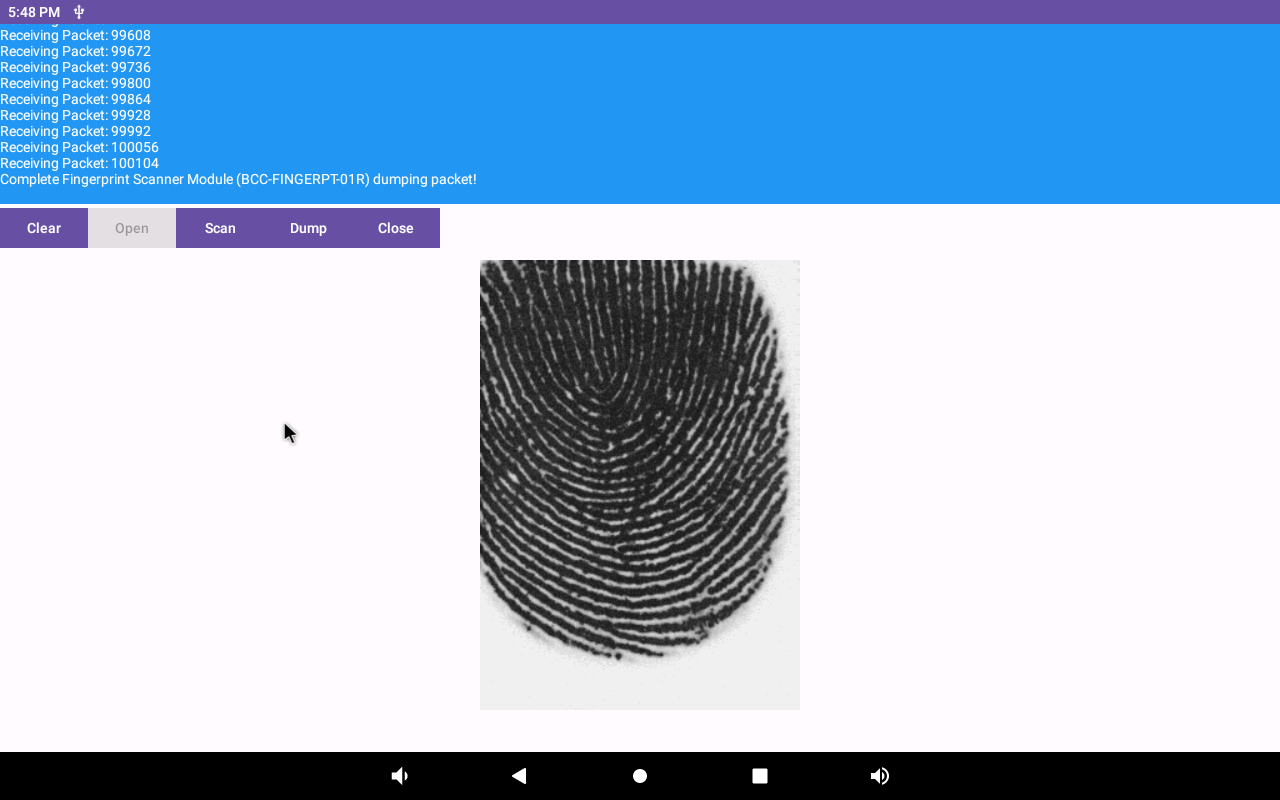 5:48 PM
Receiving Packet: 99608
Receiving Packet: 99672
Receiving Packet: 99736
Receiving Packet: 99800
Receiving Packet: 99864
Receiving Packet: 99928
Receiving Packet: 99992
Receiving Packet: 100056
Receiving Packet: 100104
Complete Fingerprint Scanner Module (BCC-FINGERPT-01R) dumping packet!
Clear Open Scan Dump Close